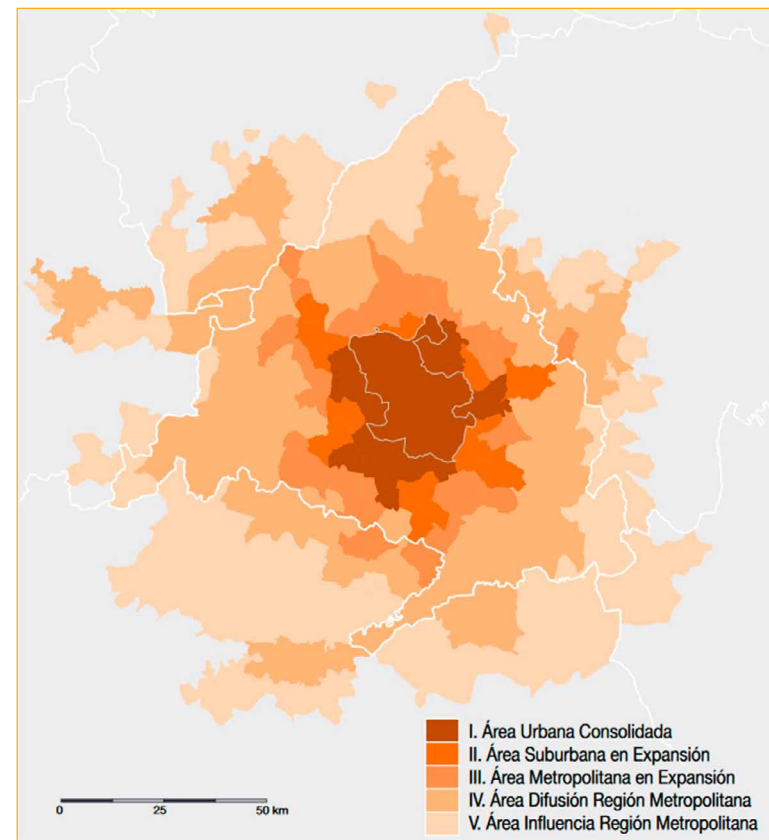 I. Área Urbana Consolidada
II. Área Suburbana en Expansión
III. Área Metropolitana en Expansión
IV. Área Difusión Región Metropolitana
V. Área Influencia Región Metropolitana
0 25 50 km